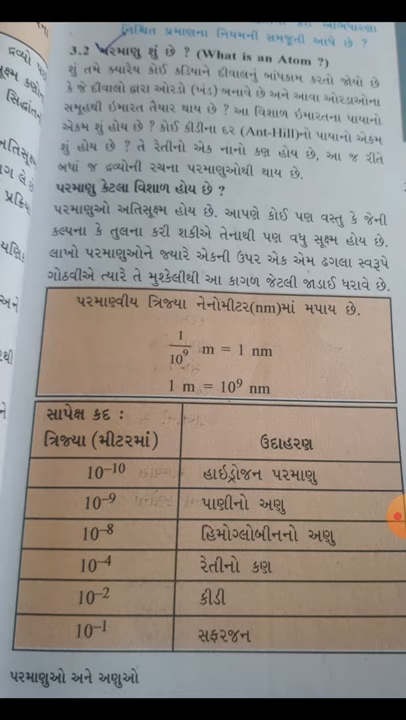 નિશ્ચિત પ્રમાણના નિયમની સમજૂતી આપે છે ?
3.2 પરમાણુ શું છે ? (What is an Atom ?)
શું તમે ક્યારેય કોઈ કડિયાને દીવાલનું બાંધકામ કરતો જોયો છે
કે જે દીવાલો દ્વારા ઓરડો (ખંડ) બનાવે છે અને આવા ઓરડાઓના
સમૂહથી ઇમારત તૈયાર થાય છે ? આ વિશાળ ઇમારતના પાયાનો
એકમ શું હોય છે ? કોઈ કીડીના દર (Ant-Hill)નો પાયાનો એકમ
શું હોય છે ? તે રેતીનો એક નાનો કણ હોય છે, આ જ રીતે
બધાં જ દ્રવ્યોની રચના પરમાણુઓથી થાય છે.
પરમાણુ કેટલા વિશાળ હોય છે ?
પરમાણુઓ અતિસૂક્ષ્મ હોય છે. આપણે કોઈ પણ વસ્તુ કે જેની
કલ્પના કે તુલના કરી શકીએ તેનાથી પણ વધુ સૂક્ષ્મ હોય છે.
લાખો પરમાણુઓને જ્યારે એકની ઉપર એક એમ ઢગલા સ્વરૂપે
ગોઠવીએ ત્યારે તે મુશ્કેલીથી આ કાગળ જેટલી જાડાઈ ધરાવે છે.
પરમાણ્વીય ત્રિજ્યા નેનોમીટર(nm)માં મપાય છે.
1/10⁹ m = 1 nm
1 m = 10⁹ nm
સાપેક્ષ કદ :
ત્રિજ્યા (મીટરમાં) ઉદાહરણ
10⁻¹⁰ હાઇડ્રોજન પરમાણુ
10⁻⁹ પાણીનો અણુ
10⁻⁸ હિમોગ્લોબીનનો અણુ
10⁻⁴ રેતીનો કણ
10⁻² કીડી
10⁻¹ સફરજન
પરમાણુઓ અને અણુઓ